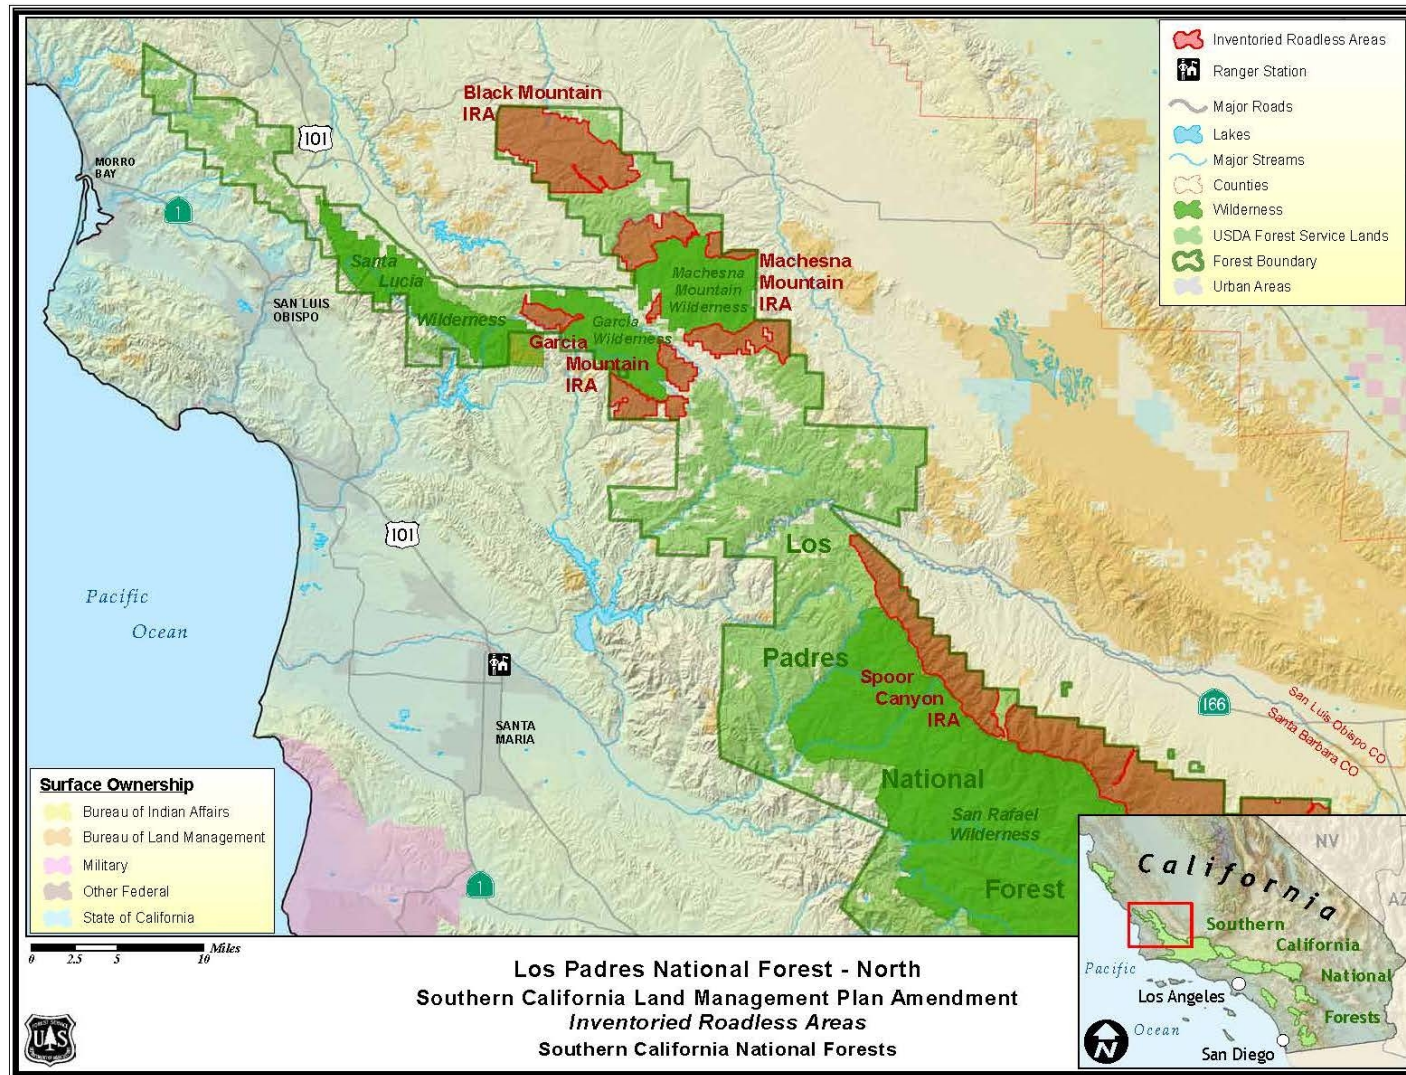 Inventoried Roadless Areas
Ranger Station
Major Roads
Lakes
Major Streams
Counties
Wilderness
USDA Forest Service Lands
Forest Boundary
Urban Areas
Black Mountain
IRA
101
MORRO
BAY
1
Machesna
Mountain
IRA
Machesna
Mountain
Wilderness
Santa
Lucia
Wilderness
SAN LUIS
OBISPO
Garcia
Wilderness
Garcia
Mountain
IRA
101
Los
Padres
National
Forest
Pacific
Ocean
Spoor
Canyon
IRA
166
San Luis Obispo CO
Santa Barbara CO
SANTA
MARIA
San Rafael
Wilderness
1
Surface Ownership
Bureau of Indian Affairs
Bureau of Land Management
Military
Other Federal
State of California
0 2.5 5 10 Miles
Los Padres National Forest - North
Southern California Land Management Plan Amendment
Inventoried Roadless Areas
Southern California National Forests
FOREST SERVICE
U S
DEPARTMENT OF AGRICULTURE
NV
AZ
California
Southern
California
National
Forests
Pacific
Ocean
Los Angeles
San Diego
N